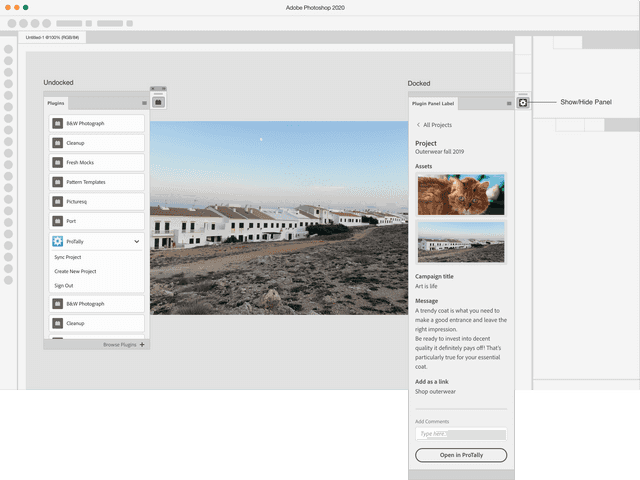 Adobe Photoshop 2020
Untitled-1 @100% (RGB/8#)
Undocked
Docked
Plugins
B&W Photograph
Cleanup
Fresh Mocks
Pattern Templates
Picturesq
Port
ProTally
Sync Project
Create New Project
Sign Out
B&W Photograph
Cleanup
Browse Plugins +
Plugin Panel Label
Show/Hide Panel
< All Projects
Project
Outerwear fall 2019
Assets
Campaign title
Art is life
Message
A trendy coat is what you need to
make a good entrance and leave the
right impression.
Be ready to invest into decent
quality it definitely pays off! That's
particularly true for your essential
coat.
Add as a link
Shop outerwear
Add Comments
Type here
Open in ProTally